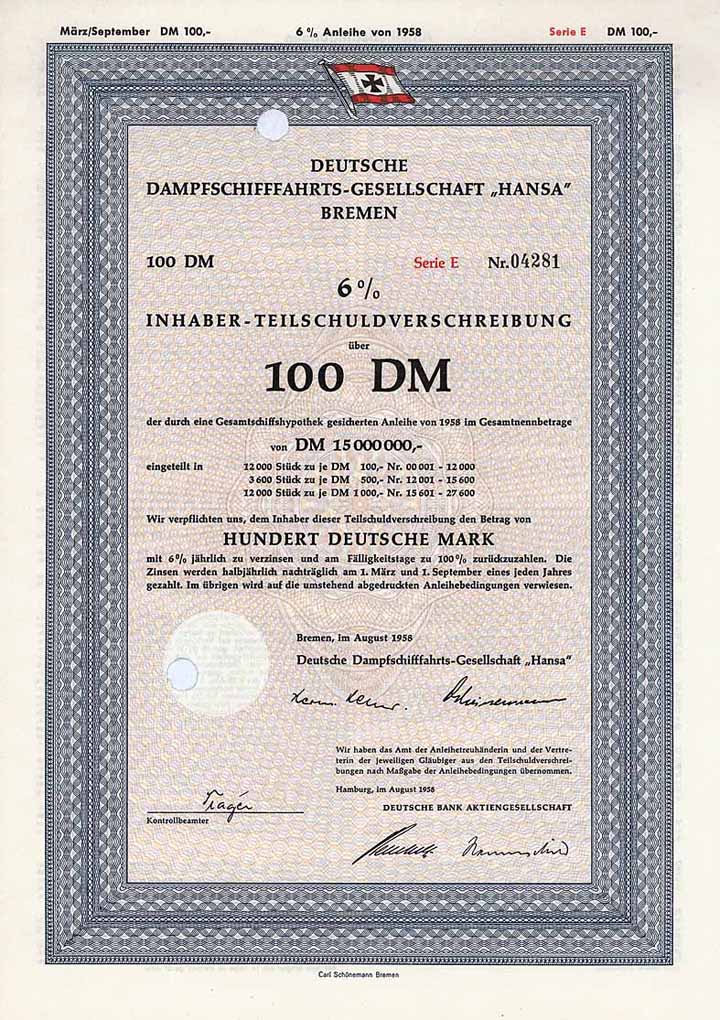 März/September DM 100,- 6% Anleihe von 1958 Serie E DM 100,-
DEUTSCHE
DAMPFSCHIFFFAHRTS-GESELLSCHAFT „HANSA"
BREMEN
100 DM Serie E Nr. 04281
6%
INHABER-TEILSCHULDVERSCHREIBUNG
über
100 DM
der durch eine Gesamtschiffshypothek gesicherten Anleihe von 1958 im Gesamtnennbetrage
von DM 15 000 000,-
eingeteilt in 12 000 Stück zu je DM 100,- Nr. 00 001 - 12 000
3 600 Stück zu je DM 500,- Nr. 12 001 - 15 600
12 000 Stück zu je DM 1 000,- Nr. 15 601 - 27 600
Wir verpflichten uns, dem Inhaber dieser Teilschuldverschreibung den Betrag von
HUNDERT DEUTSCHE MARK
mit 6% jährlich zu verzinsen und am Fälligkeitstage zu 100% zurückzuzahlen. Die
Zinsen werden halbjährlich nachträglich am 1. März und 1. September eines jeden Jahres
gezahlt. Im übrigen wird auf die umstehend abgedruckten Anleihebedingungen verwiesen.
Bremen, im August 1958
Deutsche Dampfschifffahrts-Gesellschaft „Hansa"
Wir haben das Amt der Anleihetreuhänderin und der Vertre-
terin der jeweiligen Gläubiger aus den Teilschuldverschrei-
bungen nach Maßgabe der Anleihebedingungen übernommen.
Hamburg, im August 1958
DEUTSCHE BANK AKTIENGESELLSCHAFT
Träger
Kontrollbeamter
Carl Schünemann Bremen